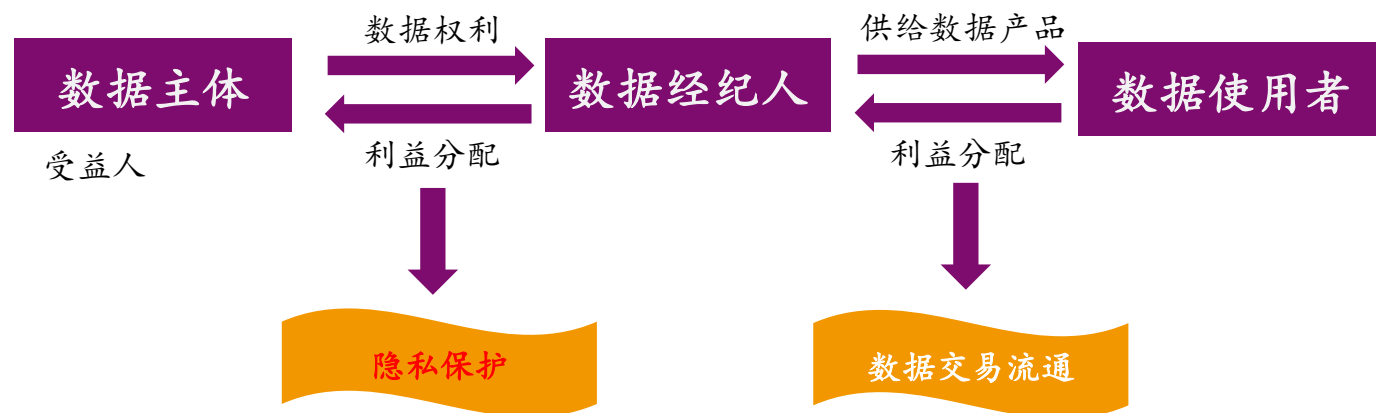 数据权利
供给数据产品
数据主体
数据经纪人
数据使用者
受益人
利益分配
利益分配
隐私保护
数据交易流通